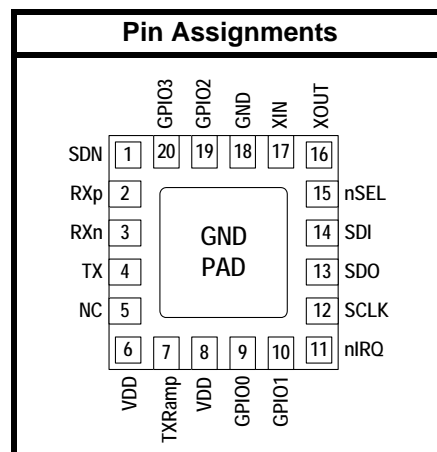 Pin Assignments
GPIO3 GPIO2 GND XIN XOUT
SDN 1 20 19 18 17 16
RXp 2 15 nSEL
RXn 3 GND 14 SDI
TX 4 PAD 13 SDO
NC 5 12 SCLK
6 7 8 9 10 11 nIRQ
VDD TXRamp VDD GPIO0 GPIO1